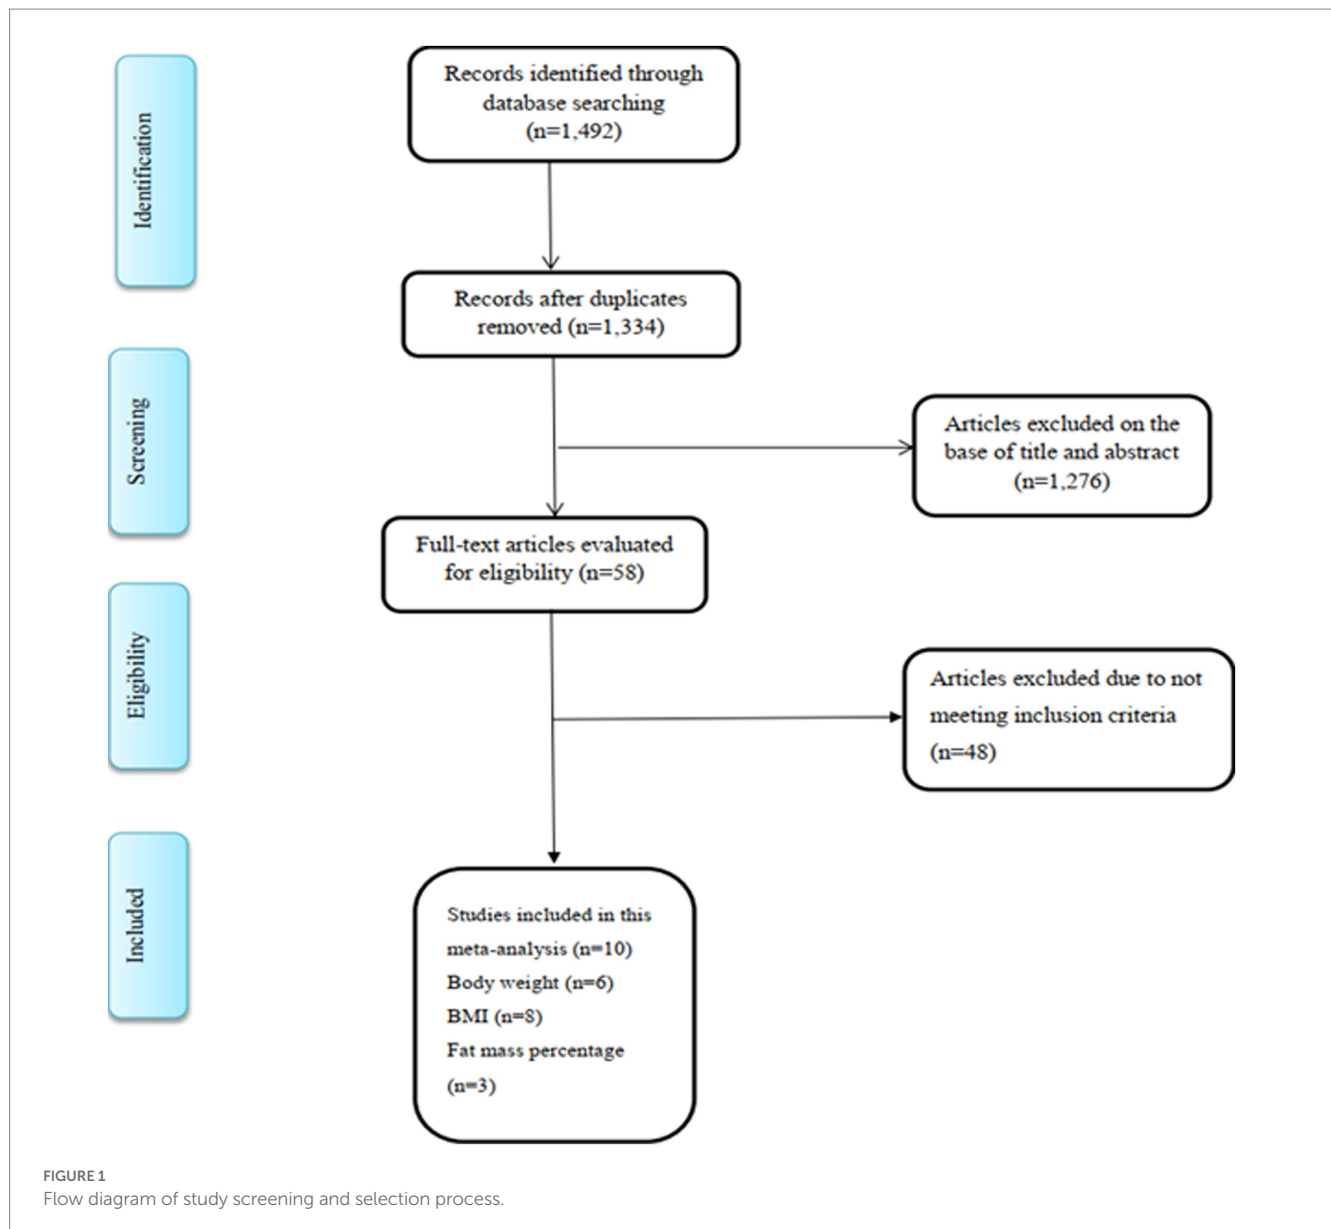 Identification
Records identified through
database searching
(n=1,492)
Records after duplicates
removed (n=1,334)
Screening
Articles excluded on the
base of title and abstract
(n=1,276)
Full-text articles evaluated
for eligibility (n=58)
Eligibility
Articles excluded due to not
meeting inclusion criteria
(n=48)
Included
Studies included in this
meta-analysis (n=10)
Body weight (n=6)
BMI (n=8)
Fat mass percentage
(n=3)
FIGURE 1
Flow diagram of study screening and selection process.